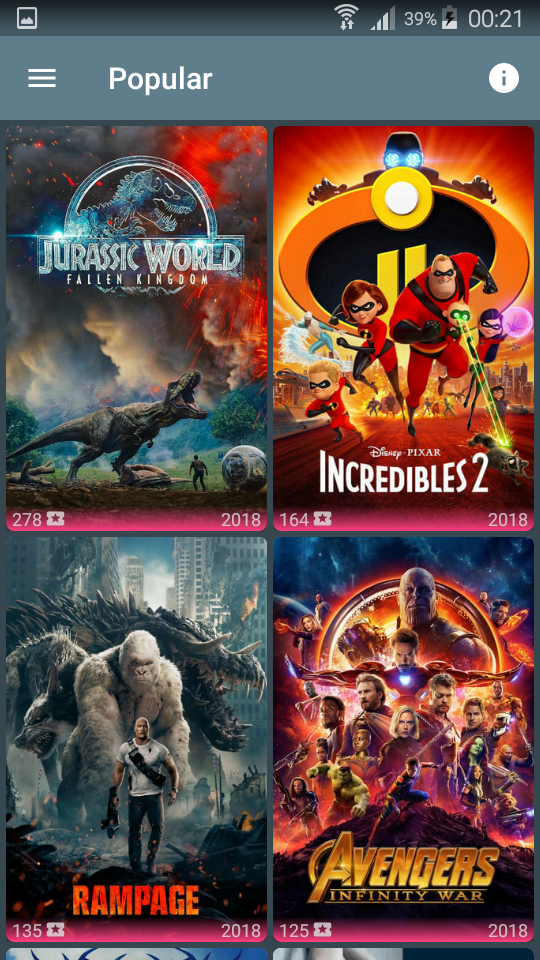 39% 00:21
Popular
JURASSIC WORLD
FALLEN KINGDOM
278 2018
DISNEY · PIXAR
INCREDIBLES 2
164 2018
RAMPAGE
135 2018
AVENGERS
INFINITY WAR
125 2018